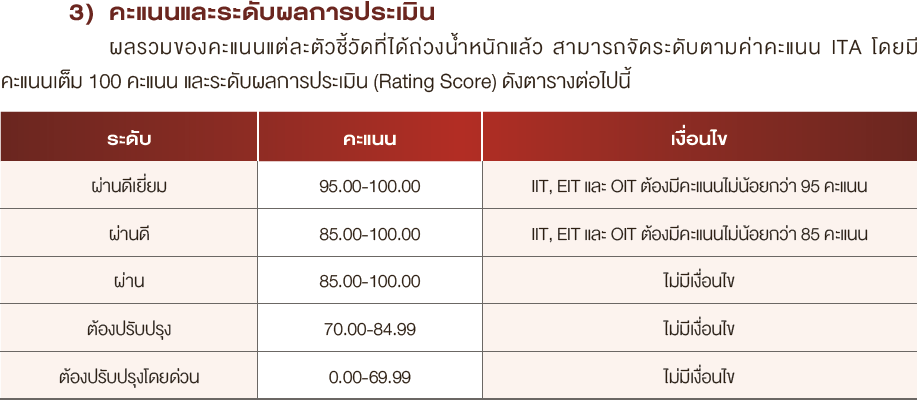 3) คะแนนและระดับผลการประเมิน
ผลรวมของคะแนนแต่ละตัวชี้วัดที่ได้ถ่วงน้ำหนักแล้ว สามารถจัดระดับตามค่าคะแนน ITA โดยมี
คะแนนเต็ม 100 คะแนน และระดับผลการประเมิน (Rating Score) ดังตารางต่อไปนี้
ระดับ คะแนน เงื่อนไข
ผ่านดีเยี่ยม 95.00-100.00 IIT, EIT และ OIT ต้องมีคะแนนไม่น้อยกว่า 95 คะแนน
ผ่านดี 85.00-100.00 IIT, EIT และ OIT ต้องมีคะแนนไม่น้อยกว่า 85 คะแนน
ผ่าน 85.00-100.00 ไม่มีเงื่อนไข
ต้องปรับปรุง 70.00-84.99 ไม่มีเงื่อนไข
ต้องปรับปรุงโดยด่วน 0.00-69.99 ไม่มีเงื่อนไข